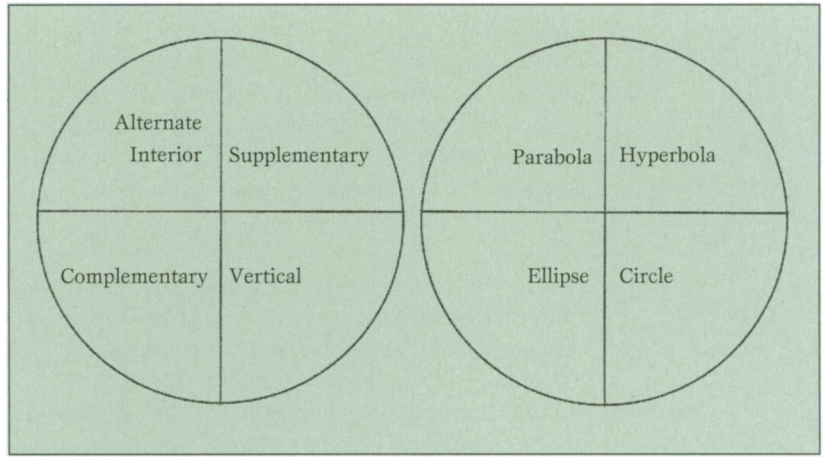 Alternate
Interior
Supplementary
Complementary
Vertical
Parabola
Hyperbola
Ellipse
Circle